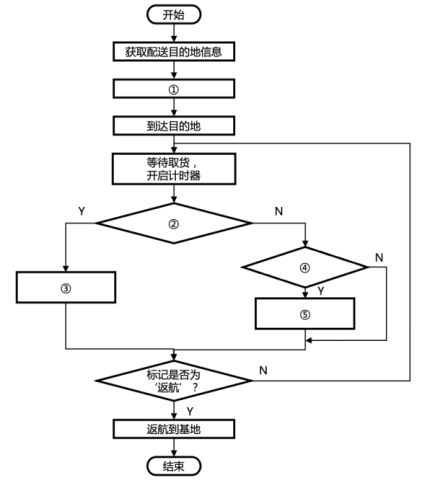 开始
获取配送目的地信息
①
到达目的地
等待取货，
开启计时器
Y
②
N
③
④
N
Y
⑤
标记是否为
‘返航’ ？
N
Y
返航到基地
结束